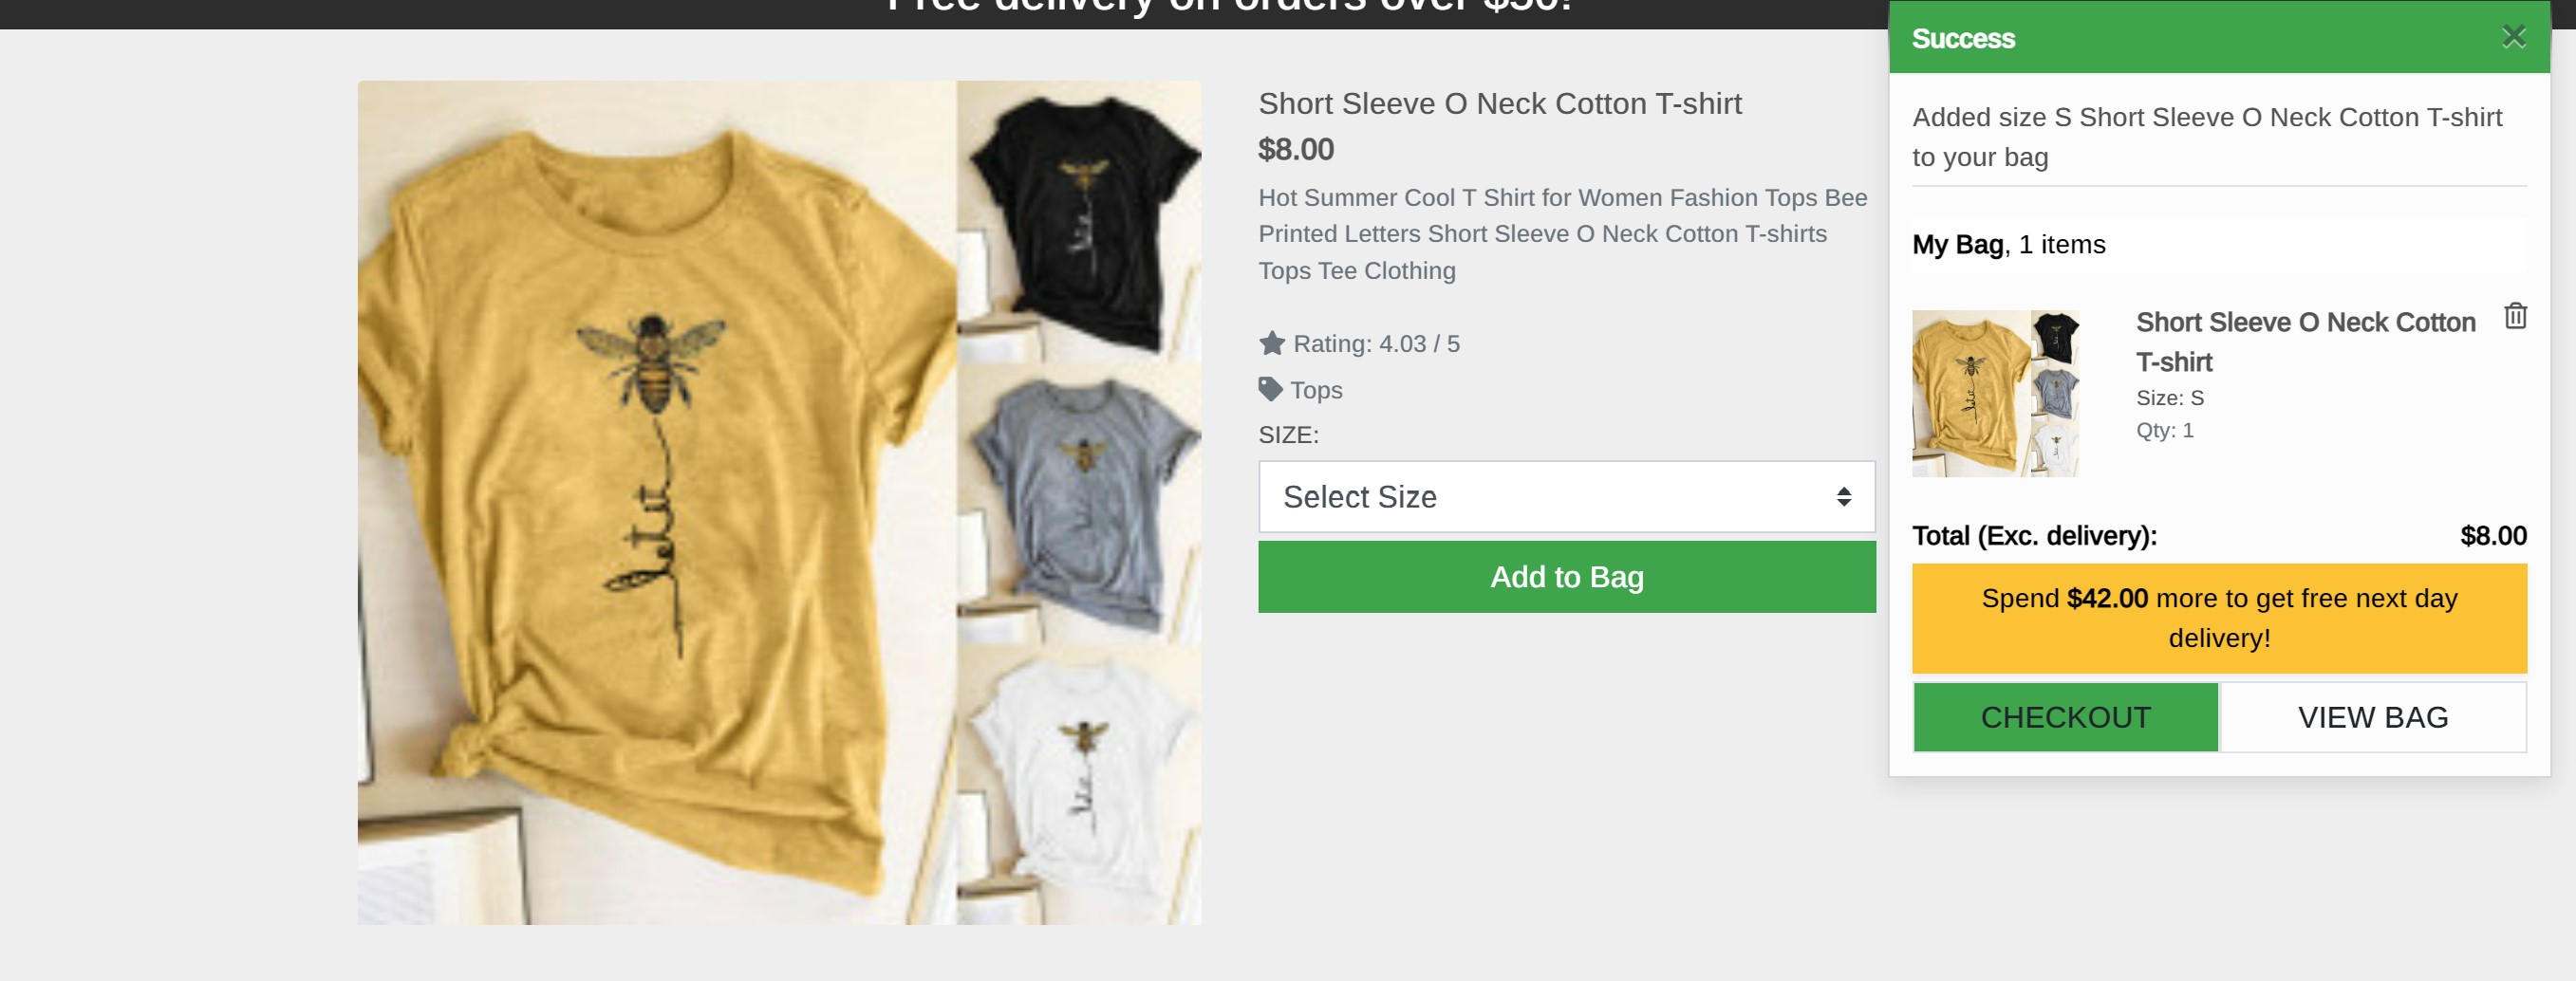 Free delivery on orders over $50!
Short Sleeve O Neck Cotton T-shirt
$8.00
Hot Summer Cool T Shirt for Women Fashion Tops Bee
Printed Letters Short Sleeve O Neck Cotton T-shirts
Tops Tee Clothing
Rating: 4.03 / 5
Tops
SIZE:
Select Size
Add to Bag
Success
Added size S Short Sleeve O Neck Cotton T-shirt
to your bag
My Bag, 1 items
Short Sleeve O Neck Cotton
T-shirt
Size: S
Qty: 1
Total (Exc. delivery): $8.00
Spend $42.00 more to get free next day
delivery!
CHECKOUT
VIEW BAG